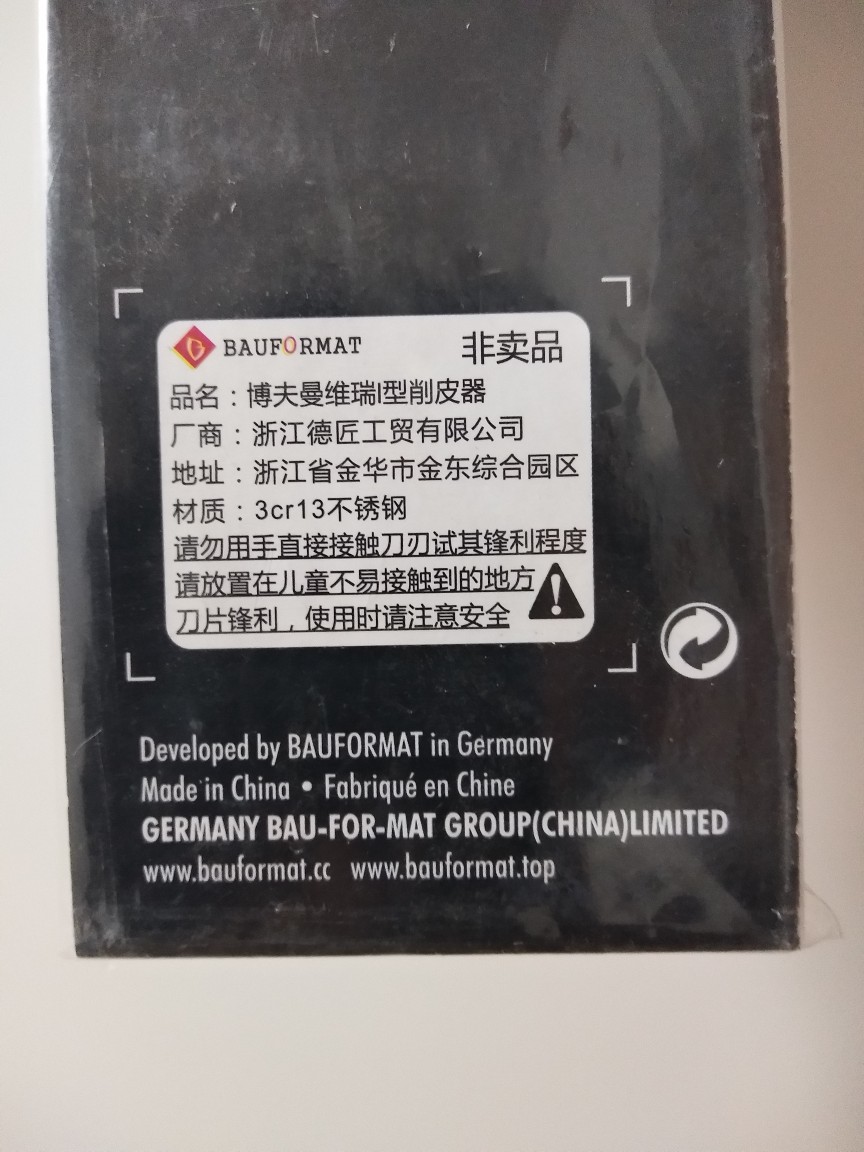 BAUFORMAT 非卖品
品名：博夫曼维瑞I型削皮器
厂商：浙江德匠工贸有限公司
地址：浙江省金华市金东综合园区
材质：3cr13不锈钢
请勿用手直接接触刀刃试其锋利程度
请放置在儿童不易接触到的地方
刀片锋利，使用时请注意安全
Developed by BAUFORMAT in Germany
Made in China • Fabriqué en Chine
GERMANY BAU-FOR-MAT GROUP(CHINA)LIMITED
www.bauformat.cc www.bauformat.top